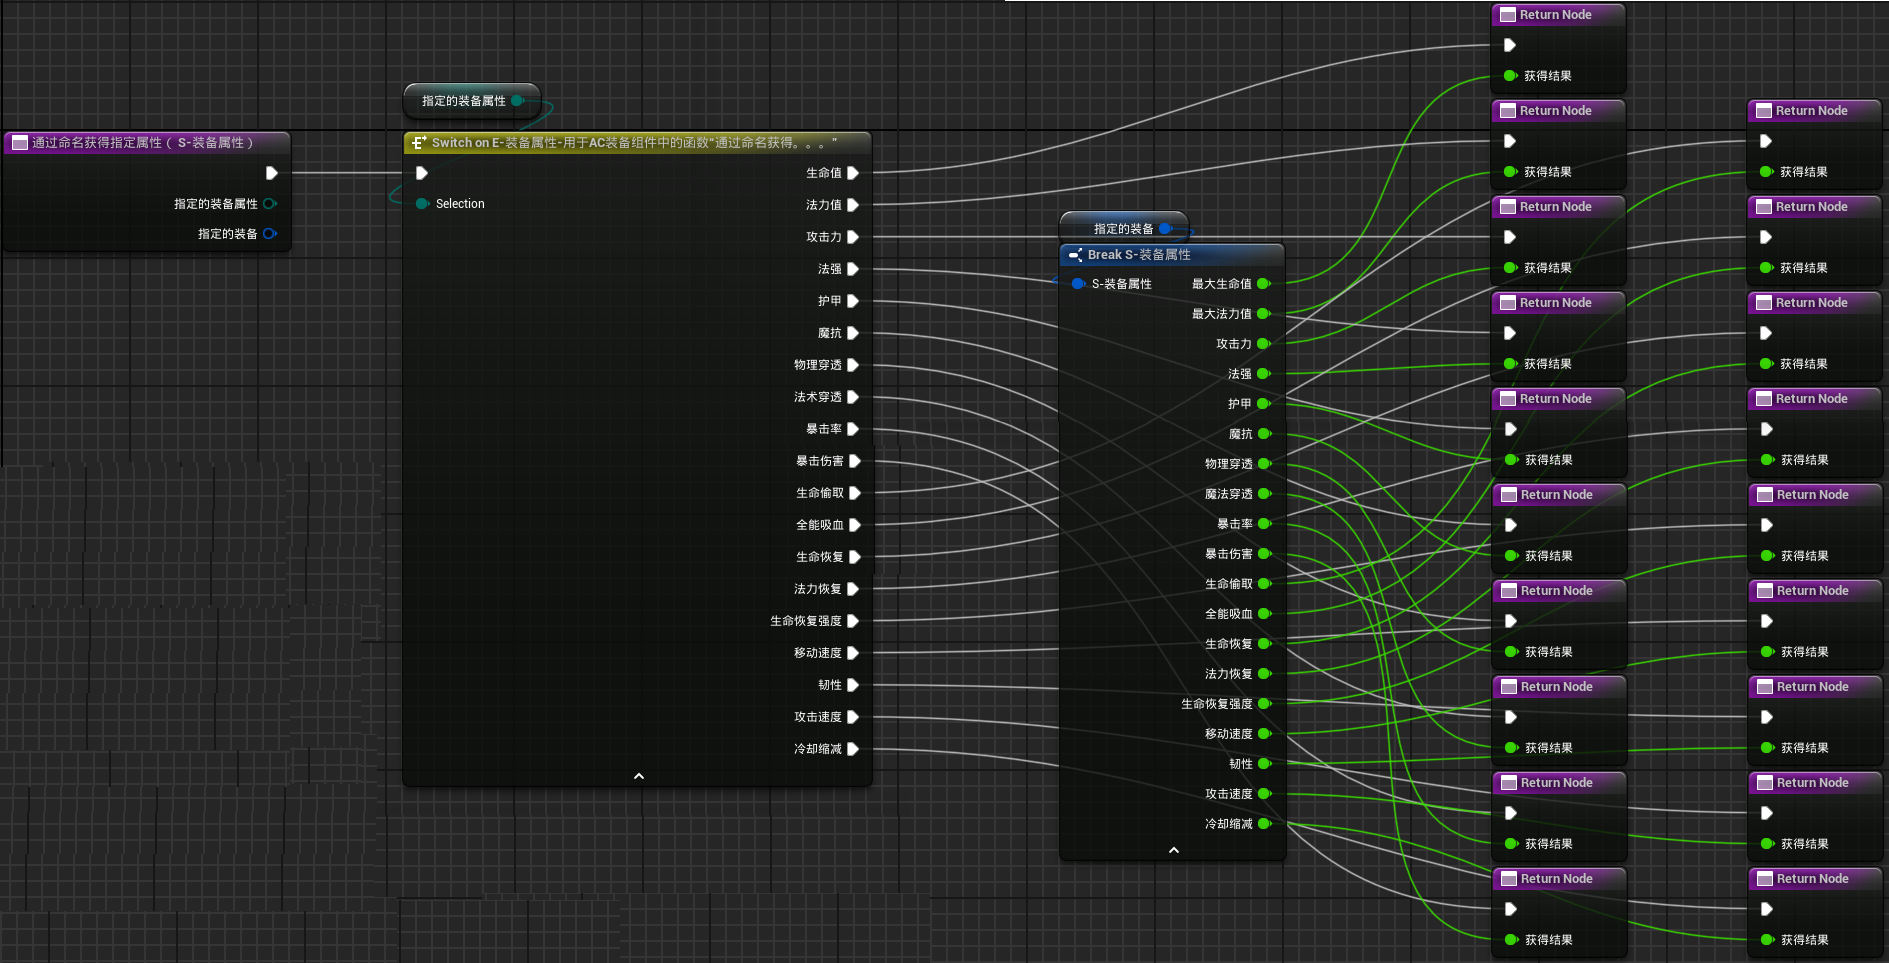 通过命名获得指定属性（ S-装备属性 ）
指定的装备属性
指定的装备
指定的装备属性
Switch on E-装备属性-用于AC装备组件中的函数"通过命名获得。。。"
Selection
生命值
法力值
攻击力
法强
护甲
魔抗
物理穿透
法术穿透
暴击率
暴击伤害
生命偷取
全能吸血
生命恢复
法力恢复
生命恢复强度
移动速度
韧性
攻击速度
冷却缩减
指定的装备
Break S-装备属性
S-装备属性
最大生命值
最大法力值
攻击力
法强
护甲
魔抗
物理穿透
魔法穿透
暴击率
暴击伤害
生命偷取
全能吸血
生命恢复
法力恢复
生命恢复强度
移动速度
韧性
攻击速度
冷却缩减
Return Node
获得结果
Return Node
获得结果
Return Node
获得结果
Return Node
获得结果
Return Node
获得结果
Return Node
获得结果
Return Node
获得结果
Return Node
获得结果
Return Node
获得结果
Return Node
获得结果
Return Node
获得结果
Return Node
获得结果
Return Node
获得结果
Return Node
获得结果
Return Node
获得结果
Return Node
获得结果
Return Node
获得结果
Return Node
获得结果
Return Node
获得结果